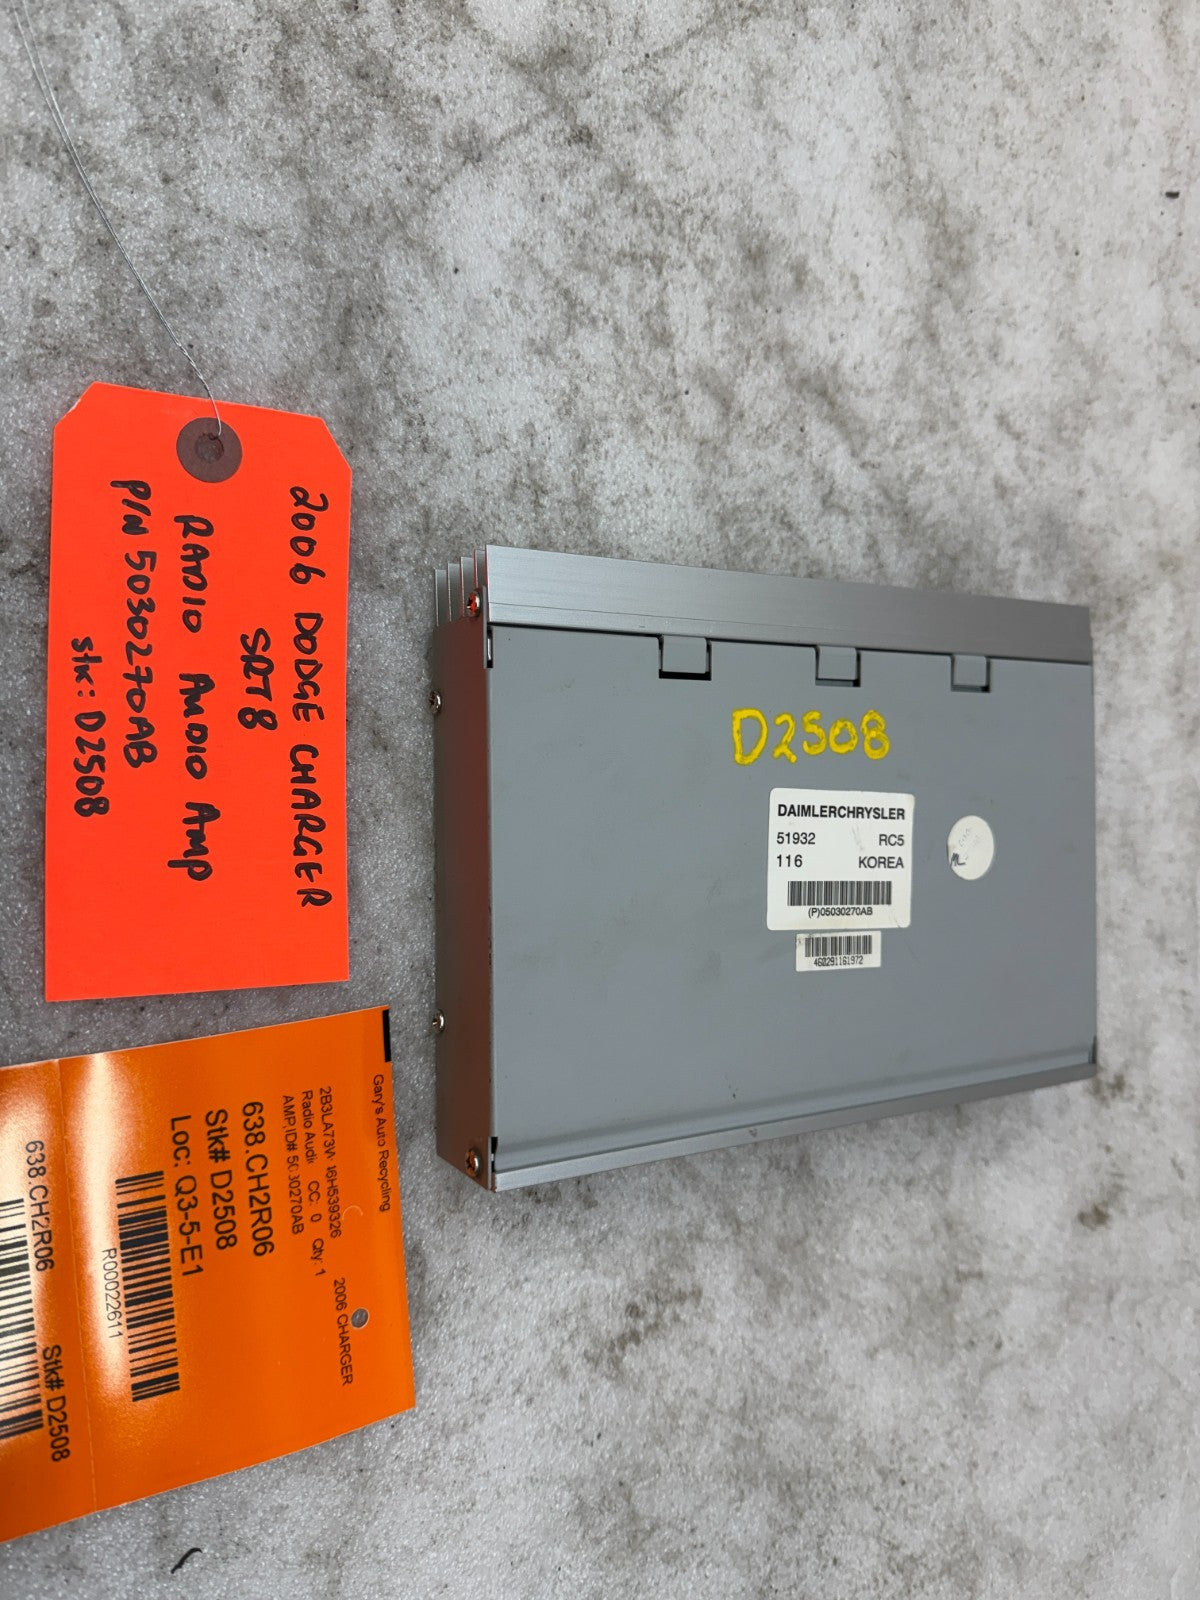 2006 DODGE CHARGER
SRT8
RADIO AUDIO AMP
P/N 5030270AB
stk: D2508
D2508
DAIMLERCHRYSLER
51932 RC5
116 KOREA
(P)05030270AB
460291161972
Gary's Auto Recycling
2006 CHARGER
Radio Audi CC: 0 Qty: 1
AMP,ID# 5030270AB
638.CH2R06
Stk# D2508
Loc: Q3-5-E1
R00022611
638.CH2R06 Stk# D2508